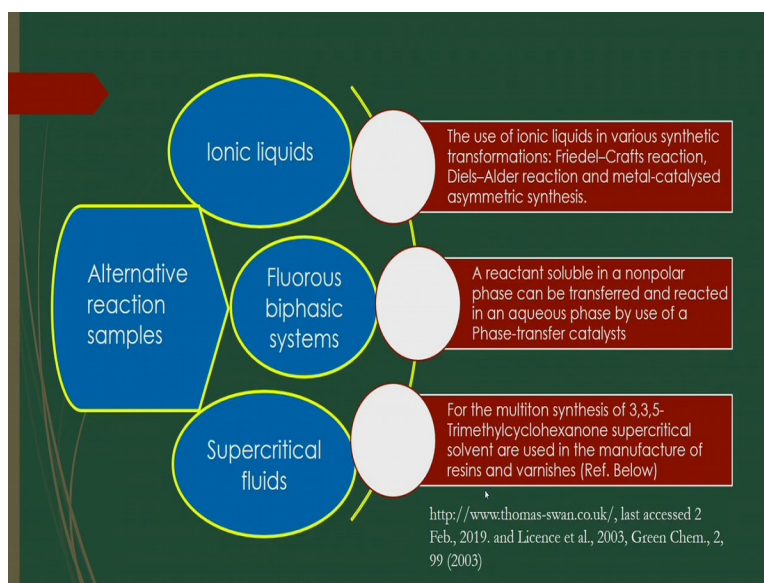 Alternative
reaction
samples
Ionic liquids
The use of ionic liquids in various synthetic
transformations: Friedel–Crafts reaction,
Diels–Alder reaction and metal-catalysed
asymmetric synthesis.
Fluorous
biphasic
systems
A reactant soluble in a nonpolar
phase can be transferred and reacted
in an aqueous phase by use of a
Phase-transfer catalysts
Supercritical
fluids
For the multiton synthesis of 3,3,5-
Trimethylcyclohexanone supercritical
solvent are used in the manufacture of
resins and varnishes (Ref. Below)
http://www.thomas-swan.co.uk/, last accessed 2
Feb., 2019. and Licence et al., 2003, Green Chem., 2,
99 (2003)